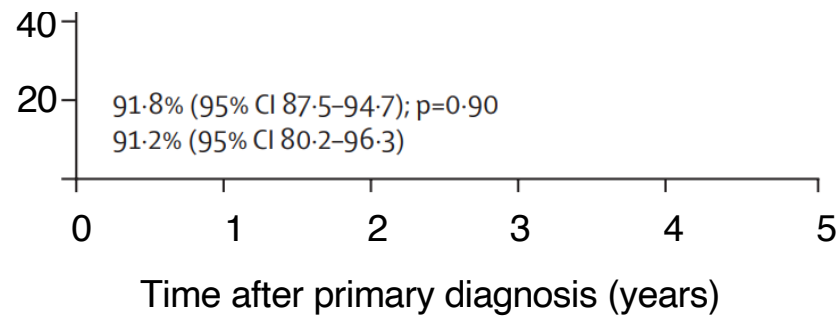 40
20
91·8% (95% CI 87·5–94·7); p=0·90
91·2% (95% CI 80·2–96·3)
0 1 2 3 4 5
Time after primary diagnosis (years)